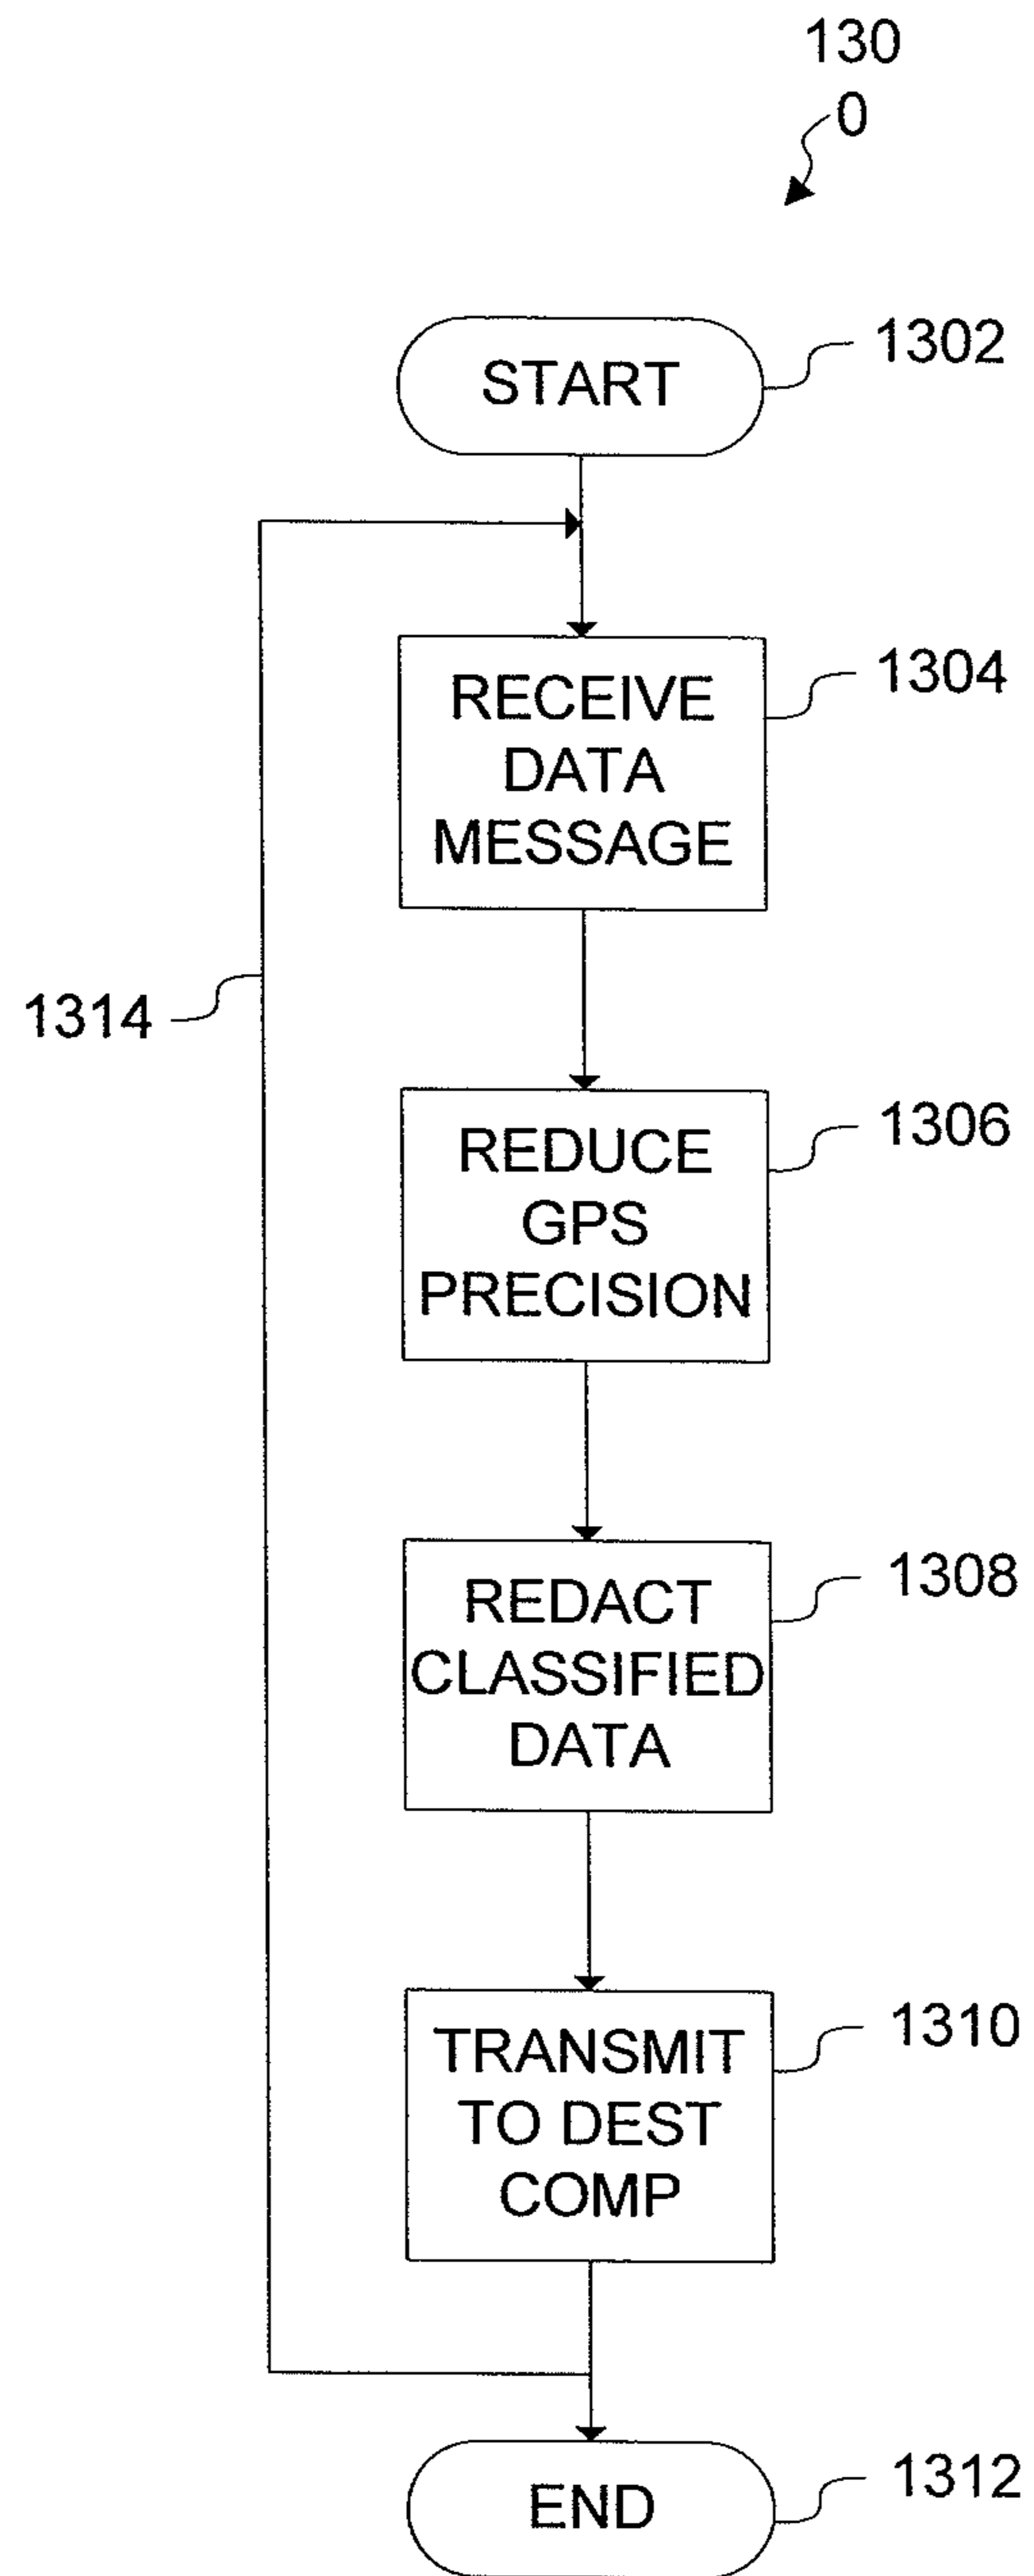 130
0
START
1302
RECEIVE
DATA
MESSAGE
1304
1314
REDUCE
GPS
PRECISION
1306
REDACT
CLASSIFIED
DATA
1308
TRANSMIT
TO DEST
COMP
1310
END
1312